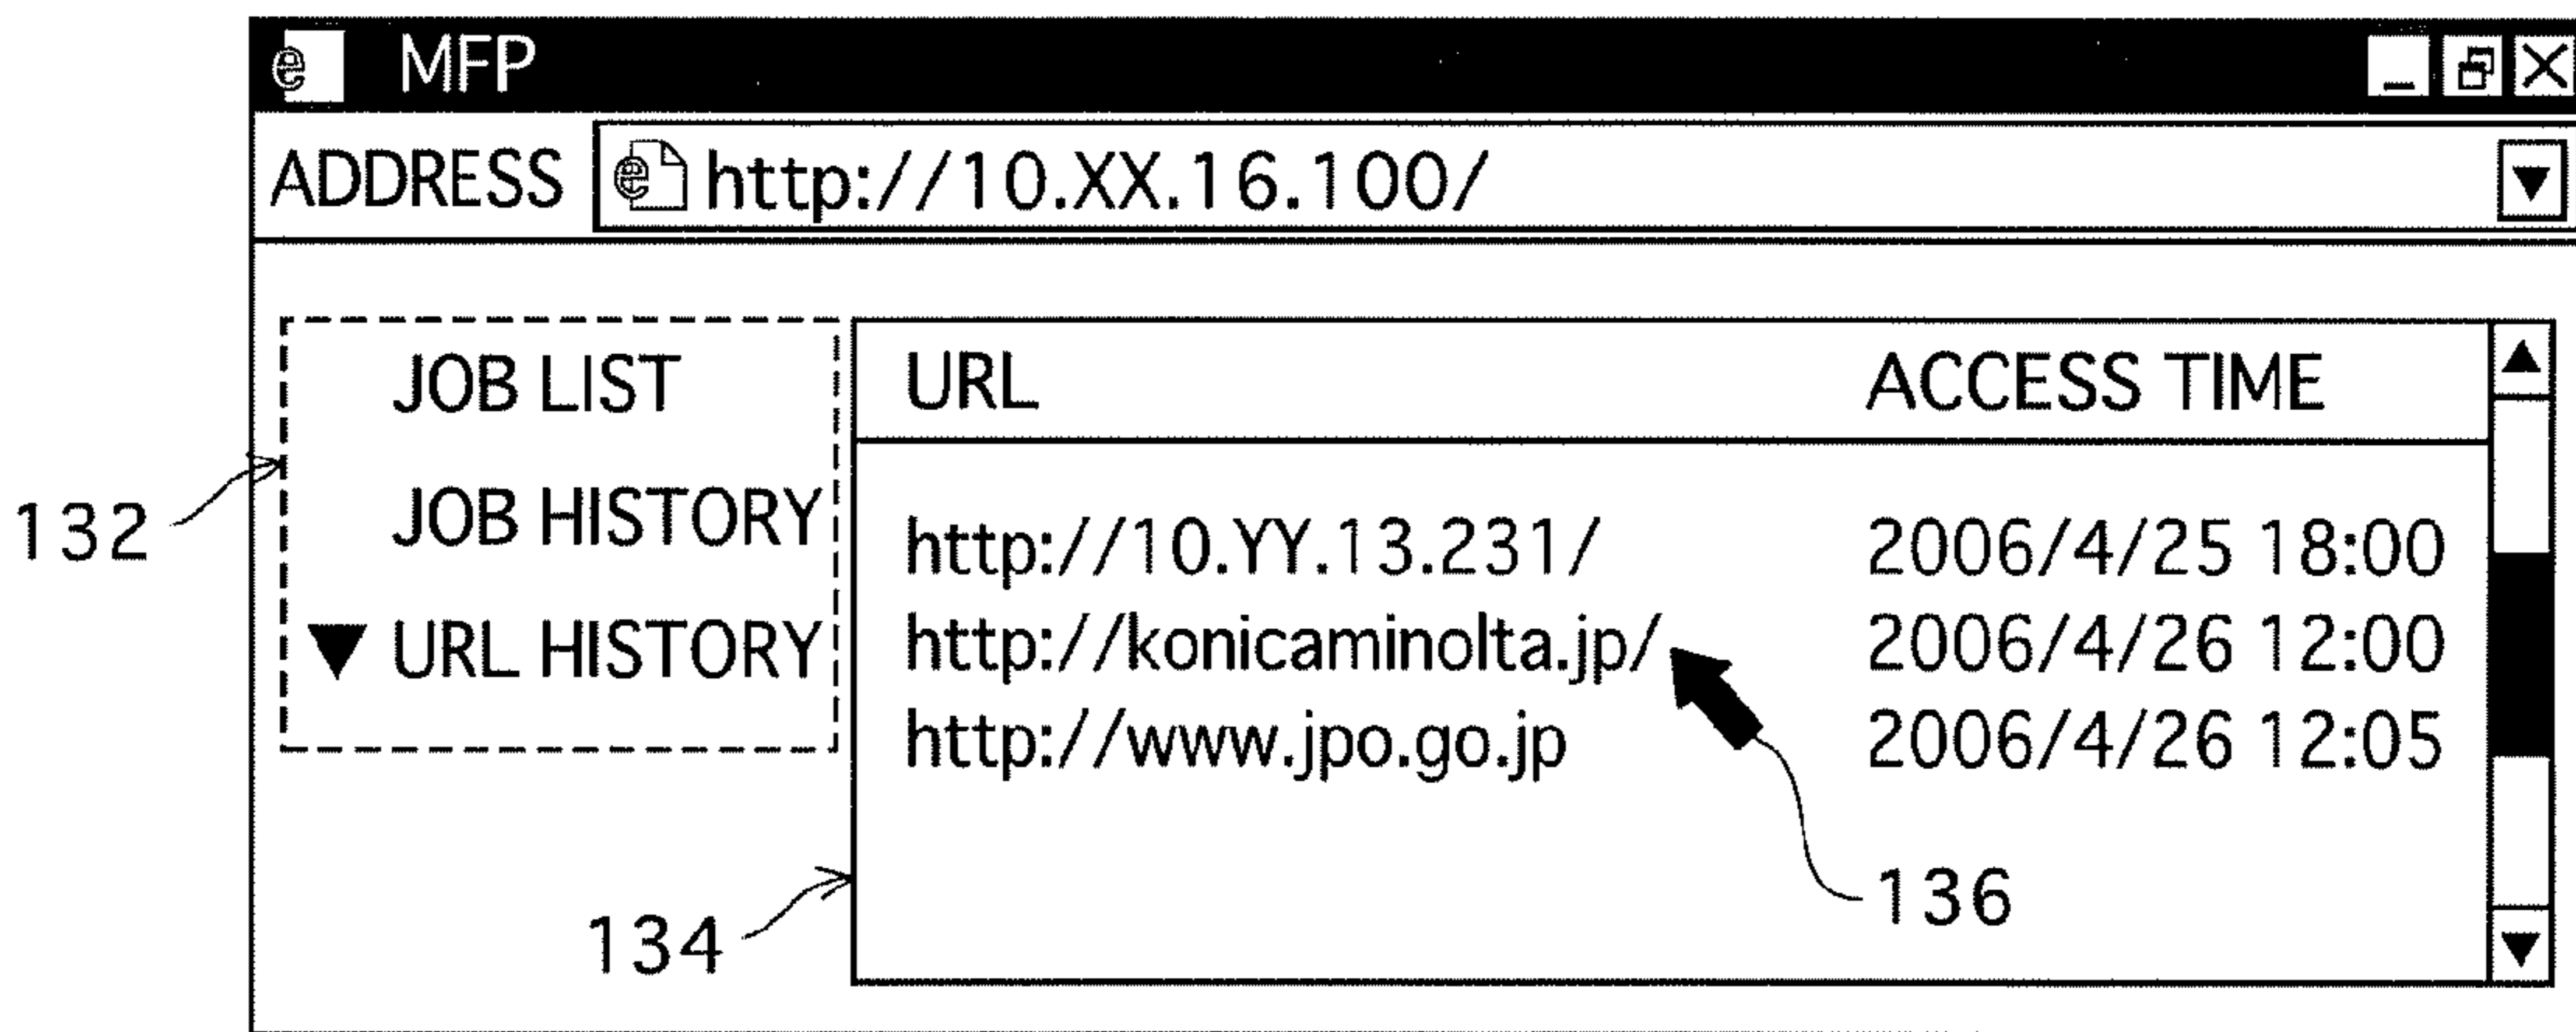 MFP
ADDRESS http://10.XX.16.100/
JOB LIST
JOB HISTORY
▼ URL HISTORY
URL ACCESS TIME
http://10.YY.13.231/ 2006/4/25 18:00
http://konicaminolta.jp/ 2006/4/26 12:00
http://www.jpo.go.jp 2006/4/26 12:05
132
134
136